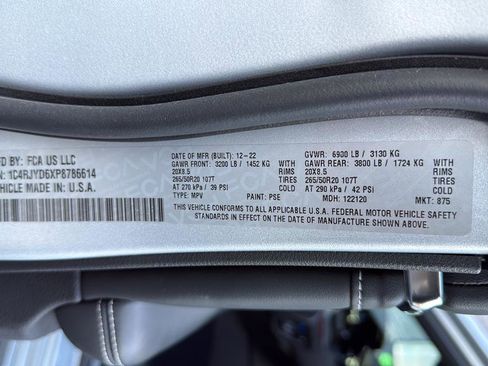 MFD BY: FCA US LLC
1C4RJYD6XP8786614
VEHICLE MADE IN U.S.A.
DATE OF MFR (BUILT): 12-22
GVWR: 6900 LB / 3130 KG
GAWR FRONT: 3200 LB / 1452 KG WITH
GAWR REAR: 3800 LB / 1724 KG WITH
20X8.5 RIMS
20X8.5 RIMS
265/50R20 107T TIRES
265/50R20 107T TIRES
AT 270 kPa / 39 PSI COLD
AT 290 kPa / 42 PSI COLD
TYPE: MPV PAINT: PSE MDH: 122120 MKT: 875
THIS VEHICLE CONFORMS TO ALL APPLICABLE U.S.A. FEDERAL MOTOR VEHICLE SAFETY
STANDARDS IN EFFECT ON THE DATE OF MANUFACTURE SHOWN ABOVE.